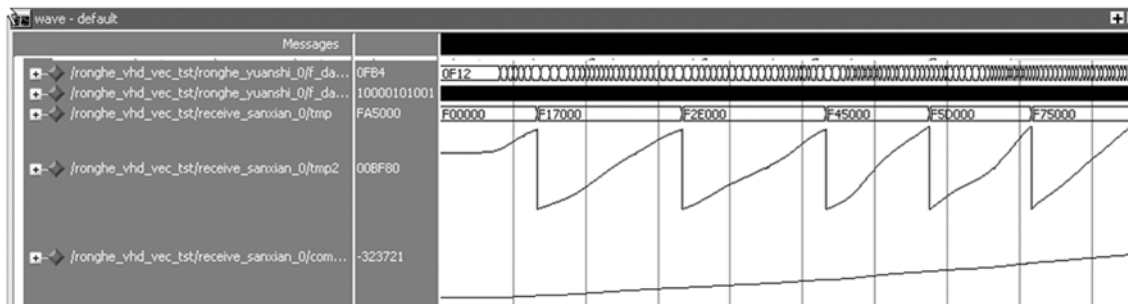 wave - default
Messages
/ronghe_vhd_vec_tst/ronghe_yuanshi_0/f_da... 0FB4 0F12
/ronghe_vhd_vec_tst/ronghe_yuanshi_0/f_da... 10000101001
/ronghe_vhd_vec_tst/receive_sanxian_0/tmp FA5000 F00000 F17000 F2E000 F45000 F5D000 F75000
/ronghe_vhd_vec_tst/receive_sanxian_0/tmp2 00BF80
/ronghe_vhd_vec_tst/receive_sanxian_0/com... -323721